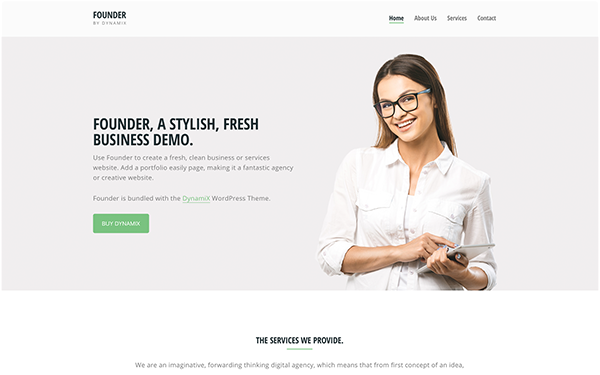 FOUNDER
BY DYNAMIX
Home About Us Services Contact
FOUNDER, A STYLISH, FRESH
BUSINESS DEMO.
Use Founder to create a fresh, clean business or services
website. Add a portfolio easily page, making it a fantastic agency
or creative website.
Founder is bundled with the DynamiX WordPress Theme.
BUY DYNAMIX
THE SERVICES WE PROVIDE.
We are an imaginative, forwarding thinking digital agency, which means that from first concept of an idea,